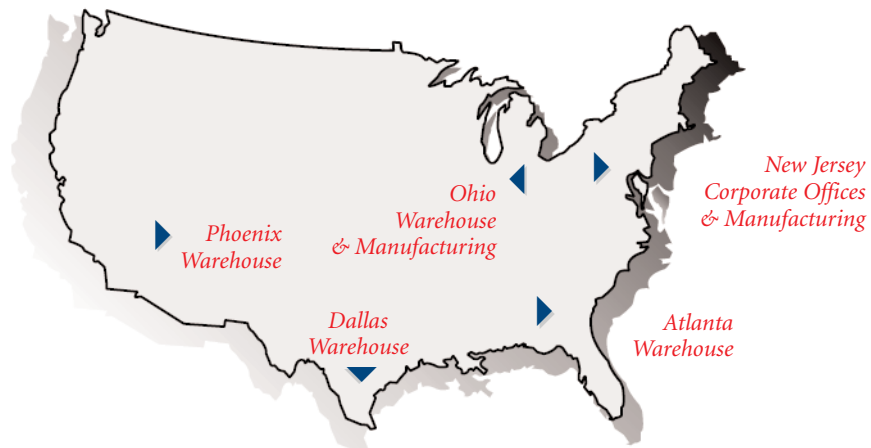 Phoenix
Warehouse
Dallas
Warehouse
Ohio
Warehouse
& Manufacturing
New Jersey
Corporate Offices
& Manufacturing
Atlanta
Warehouse